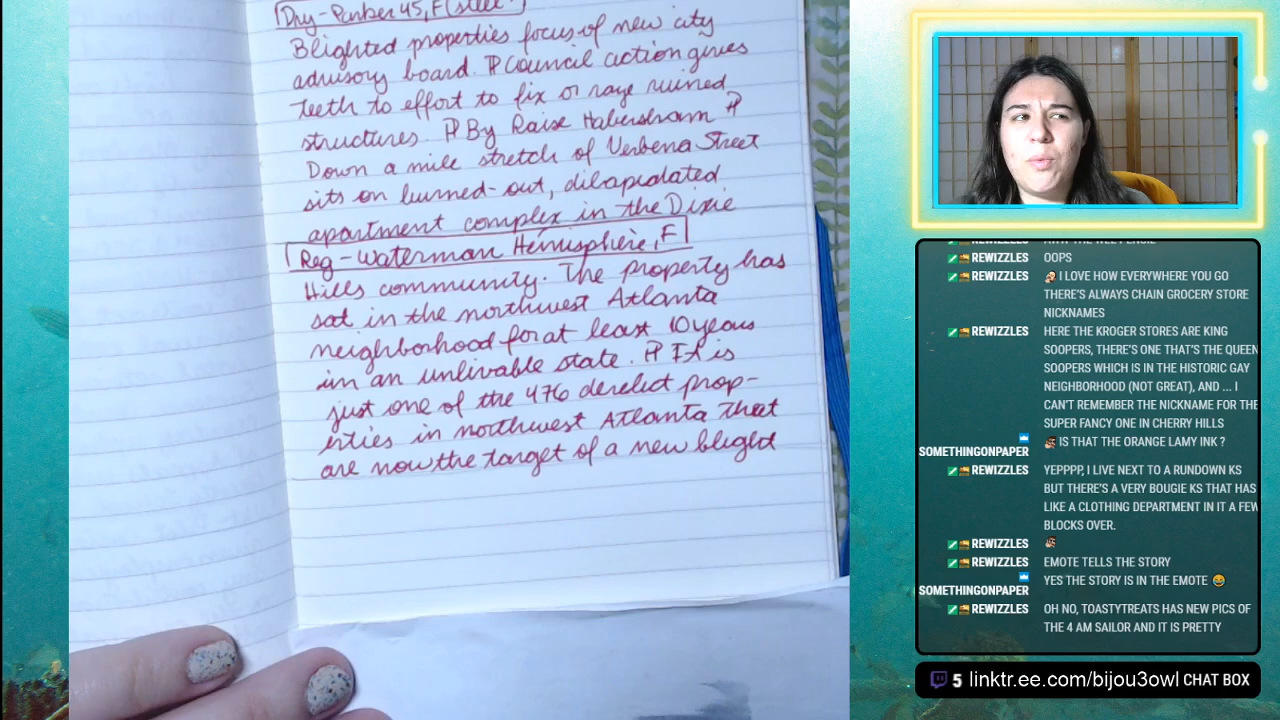 Dry-Parker 45, F (steel)
Blighted properties focus of new city
advisory board. ¶ Council action gives
teeth to effort to fix or raze ruined
structures. ¶ By Raisa Habersham ¶
Down a mile stretch of Verbena Street
sits on burned-out, dilapidated
apartment complex in the Dixie
Reg-Waterman Hémisphère, F
Hills community. The property has
sat in the northwest Atlanta
neighborhood for at least 10 years
in an unlivable state. ¶ It is
just one of the 476 derelict prop-
erties in northwest Atlanta that
are now the target of a new blight
REWIZZLES OOPS
REWIZZLES I LOVE HOW EVERYWHERE YOU GO
THERE'S ALWAYS CHAIN GROCERY STORE
NICKNAMES
REWIZZLES HERE THE KROGER STORES ARE KING
SOOPERS, THERE'S ONE THAT'S THE QUEEN
SOOPERS WHICH IS IN THE HISTORIC GAY
NEIGHBORHOOD (NOT GREAT), AND ... I
CAN'T REMEMBER THE NICKNAME FOR THE
SUPER FANCY ONE IN CHERRY HILLS
SOMETHINGONPAPER IS THAT THE ORANGE LAMY INK ?
REWIZZLES YEPPPP, I LIVE NEXT TO A RUNDOWN KS
BUT THERE'S A VERY BOUGIE KS THAT HAS
LIKE A CLOTHING DEPARTMENT IN IT A FEW
BLOCKS OVER.
REWIZZLES
REWIZZLES EMOTE TELLS THE STORY
SOMETHINGONPAPER YES THE STORY IS IN THE EMOTE 😂
REWIZZLES OH NO, TOASTYTREATS HAS NEW PICS OF
THE 4 AM SAILOR AND IT IS PRETTY
5 linktr.ee.com/bijou3owl CHAT BOX